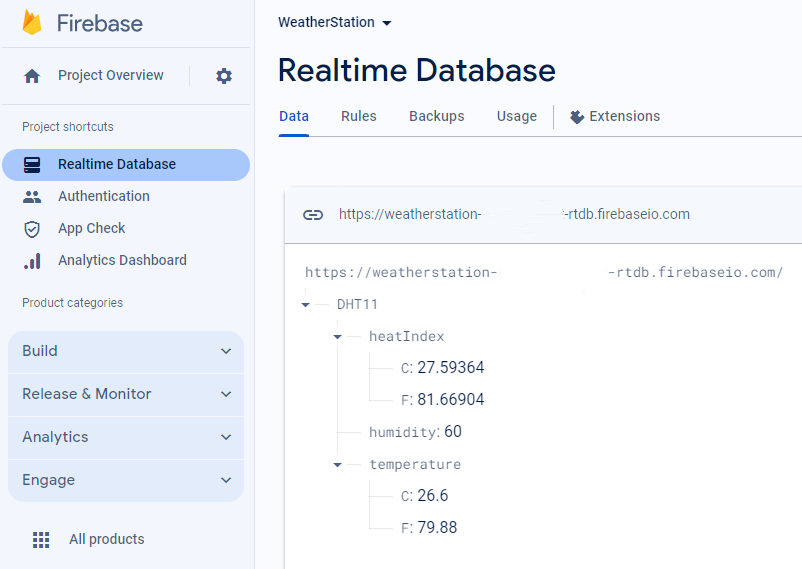 Firebase
Project Overview
Project shortcuts
Realtime Database
Authentication
App Check
Analytics Dashboard
Product categories
Build
Release & Monitor
Analytics
Engage
All products
WeatherStation
Realtime Database
Data Rules Backups Usage Extensions
https://weatherstation- -rtdb.firebaseio.com
https://weatherstation- -rtdb.firebaseio.com/
DHT11
heatIndex
C: 27.59364
F: 81.66904
humidity: 60
temperature
C: 26.6
F: 79.88